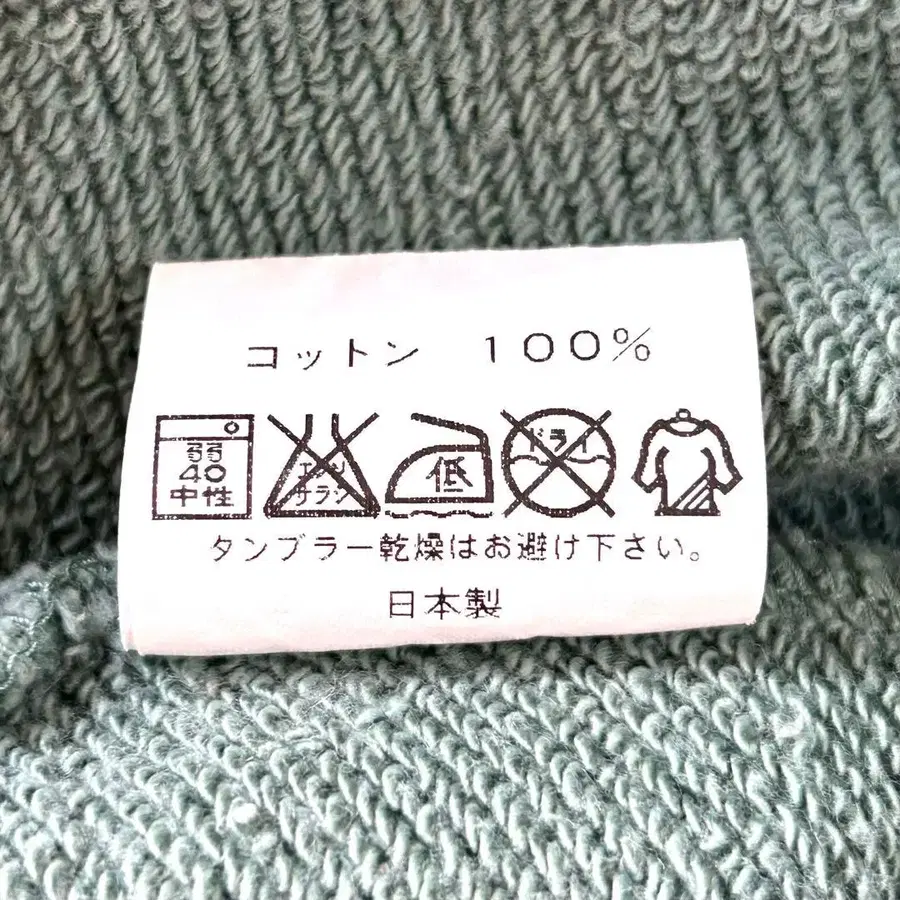 コットン 100%
弱
40
中性
エンソ
サラシ
低
ドライ
タンブラー乾燥はお避け下さい。
日本製